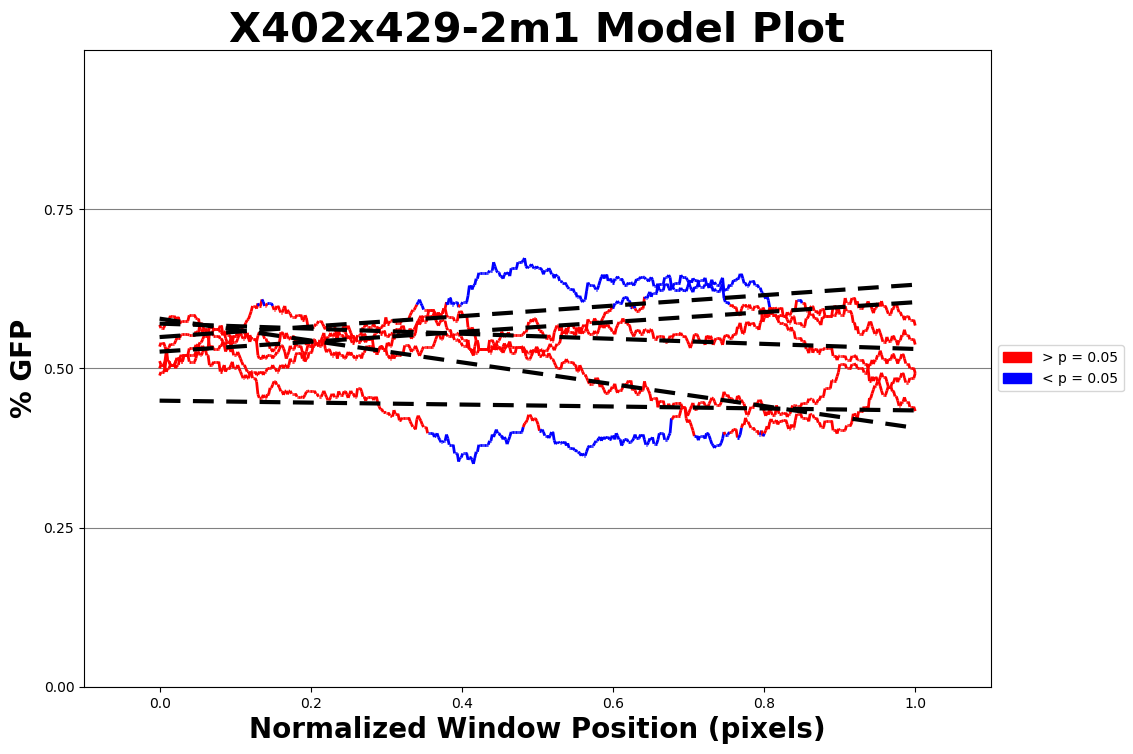 X402x429-2m1 Model Plot
% GFP
0.75
0.50
0.25
0.00
0.0 0.2 0.4 0.6 0.8 1.0
Normalized Window Position (pixels)
> p = 0.05
< p = 0.05